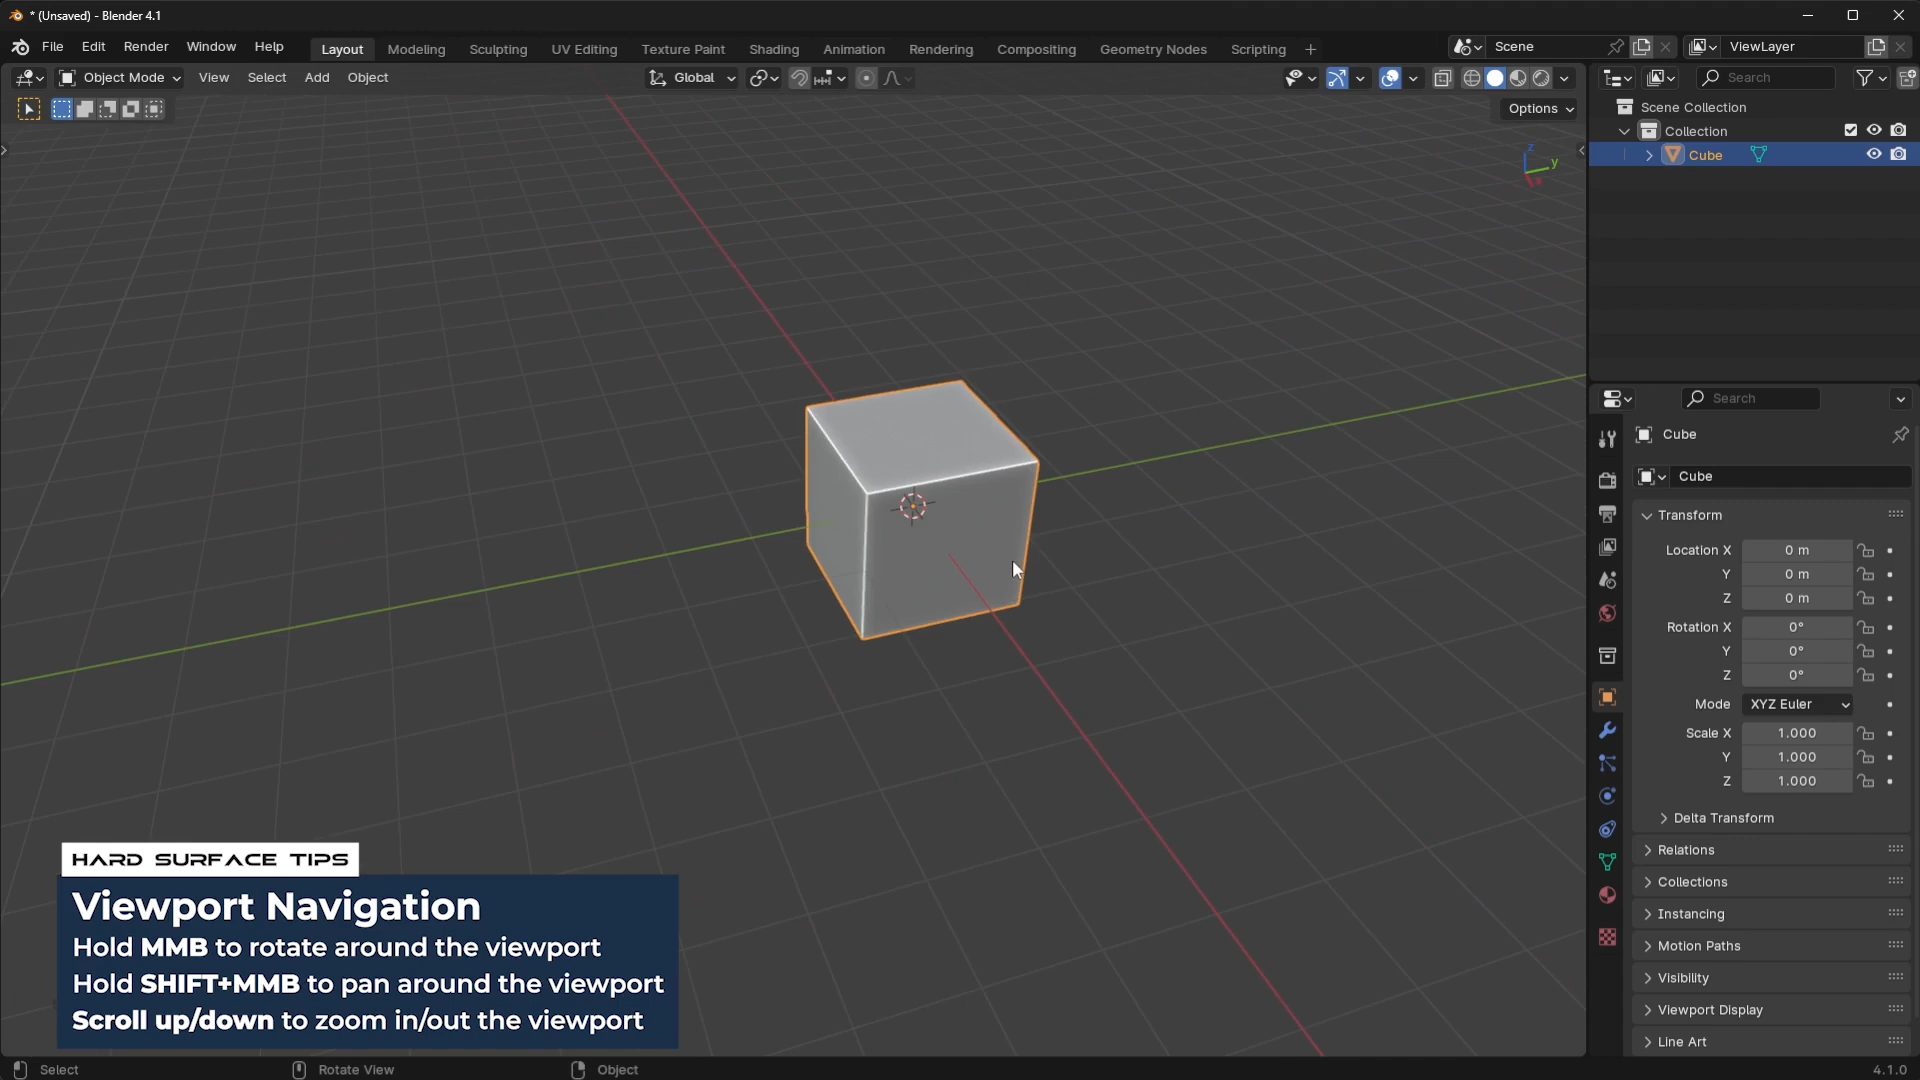 * (Unsaved) - Blender 4.1
File Edit Render Window Help
Layout Modeling Sculpting UV Editing Texture Paint Shading Animation Rendering Compositing Geometry Nodes Scripting +
Scene
ViewLayer
Object Mode View Select Add Object
Global
Search
Options
Scene Collection
Collection
Cube
z
y
x
Search
Cube
Cube
Transform
Location X 0 m
Y 0 m
Z 0 m
Rotation X 0°
Y 0°
Z 0°
Mode XYZ Euler
Scale X 1.000
Y 1.000
Z 1.000
Delta Transform
Relations
Collections
Instancing
Motion Paths
Visibility
Viewport Display
Line Art
HARD SURFACE TIPS
Viewport Navigation
Hold MMB to rotate around the viewport
Hold SHIFT+MMB to pan around the viewport
Scroll up/down to zoom in/out the viewport
Select
Rotate View
Object
4.1.0